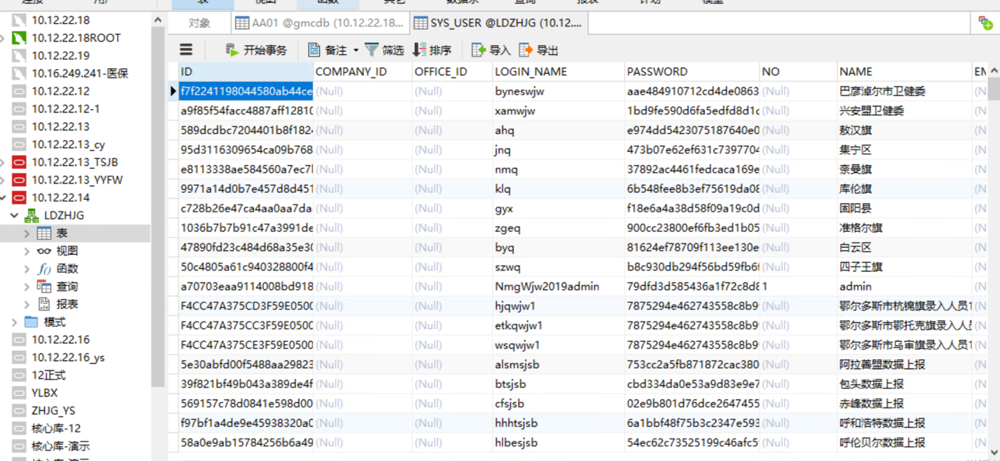 对象
AA01 @gmcdb (10.12.22.18...
SYS_USER @LDZHJG (10.12....
开始事务 备注 筛选 排序 导入 导出
10.12.22.18
10.12.22.18ROOT
10.12.22.19
10.16.249.241-医保
10.12.22.12
10.12.22.12-1
10.12.22.13
10.12.22.13_cy
10.12.22.13_TSJB
10.12.22.13_YYFW
10.12.22.14
LDZHJG
表
视图
函数
查询
报表
模式
10.12.22.16
10.12.22.16_ys
12正式
YLBX
ZHJG_YS
核心库-12
核心库-演示
ID COMPANY_ID OFFICE_ID LOGIN_NAME PASSWORD NO NAME
f7f2241198044580ab44ce (Null) (Null) byneswjw aae484910712cd4de0863 (Null) 巴彦淖尔市卫健委
a9f85f54facc4887aff12810 (Null) (Null) xamwjw 1bd9fe590d6fa5edfd8d1c (Null) 兴安盟卫健委
589dcdbc7204401b8f1824 (Null) (Null) ahq e974dd5423075187640e0 (Null) 敖汉旗
95d3116309654ca09b768 (Null) (Null) jnq 473b07e62ef631c7397704 (Null) 集宁区
e8113338ae584560a7ec7 (Null) (Null) nmq 37892ac4461fedcaca169e (Null) 奈曼旗
9971a14d0b7e457d8d451 (Null) (Null) klq 6b548fee8b3ef75619da08 (Null) 库伦旗
c728b26e47ca4aa0aa7da (Null) (Null) gyx f18e6a4a38d58f09a19c0d (Null) 固阳县
1036b7b7b91c47a3991de (Null) (Null) zgeq 900cc23800ef6fb3ed1b05 (Null) 准格尔旗
47890fd23c484d68a35e30 (Null) (Null) byq 81624ef78709f113ee130e (Null) 白云区
50c4805a61c940328800f4 (Null) (Null) szwq b8c930db294f56bd59fb6f (Null) 四子王旗
a70703eaa9114008bd918 (Null) (Null) NmgWjw2019admin 79dfd3d585436a1f72c8d8 1 admin
F4CC47A375CD3F59E0500 (Null) (Null) hjqwjw1 7875294e462743558c8b9 (Null) 鄂尔多斯市杭锦旗录入人员1
F4CC47A375CC3F59E0500 (Null) (Null) etkqwjw1 7875294e462743558c8b9 (Null) 鄂尔多斯市鄂托克旗录入人员
F4CC47A375CE3F59E0500 (Null) (Null) wsqwjw1 7875294e462743558c8b9 (Null) 鄂尔多斯市乌审旗录入人员1
5e30abfd00f5488aa29823 (Null) (Null) alsmsjsb 753cc2a5fb871872cac380 (Null) 阿拉善盟数据上报
39f821bf49b043a389de4f (Null) (Null) btsjsb cbd334da0e53a9d83e9e7 (Null) 包头数据上报
569157c78d0841e598d00 (Null) (Null) cfsjsb 02e9b801d76dce2647455 (Null) 赤峰数据上报
f97bf1a4de9e45938320a0 (Null) (Null) hhhtsjsb 6a1bbf48f75b3c2347e593 (Null) 呼和浩特数据上报
58a0e9ab15784256b6a49 (Null) (Null) hlbesjsb 54ec62c73525199c46afc5 (Null) 呼伦贝尔数据上报